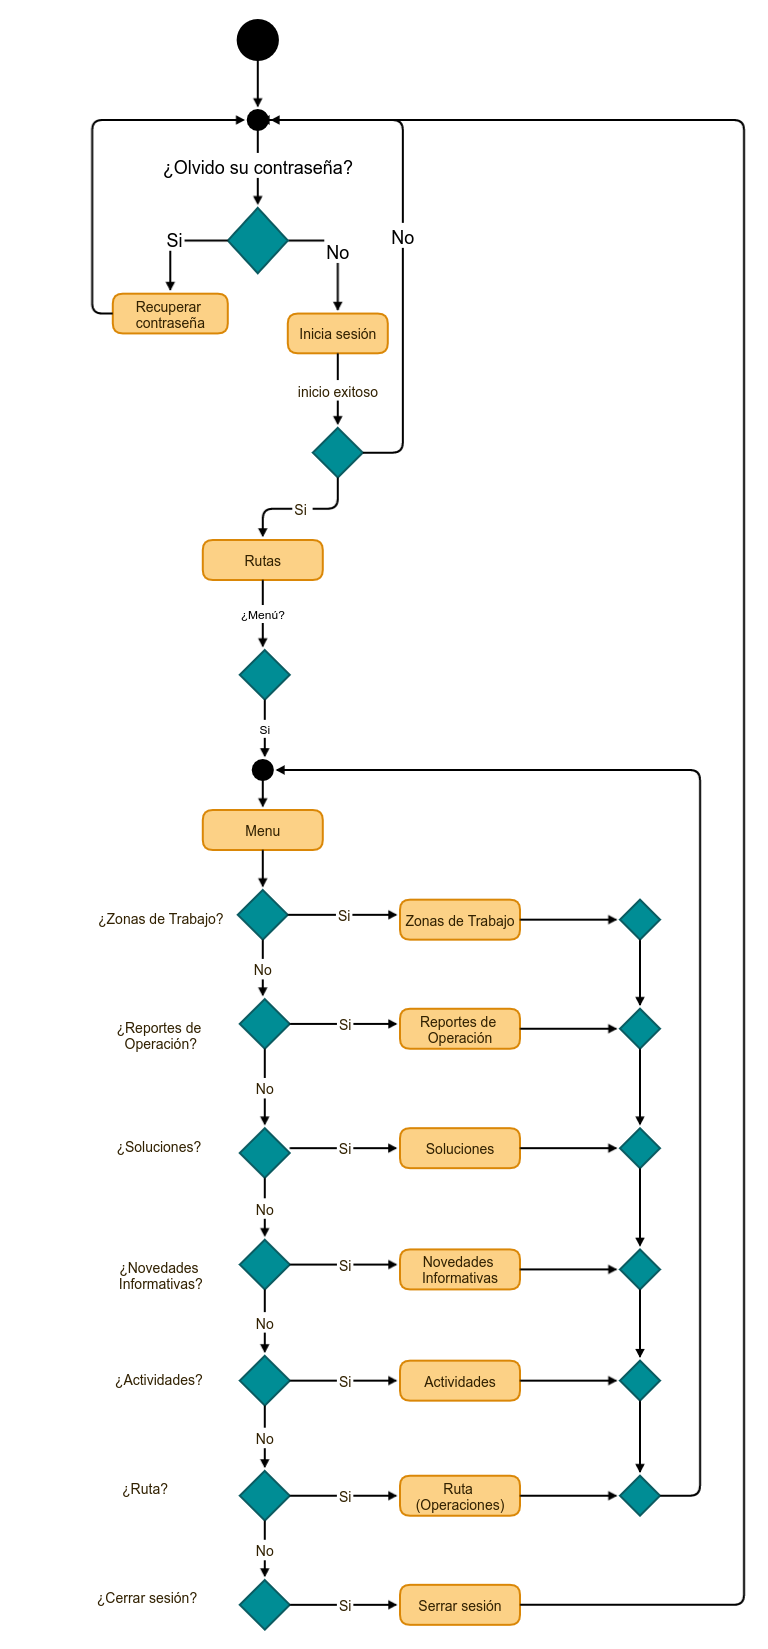 ¿Olvido su contraseña?
Si
No
No
Recuperar
contraseña
Inicia sesión
inicio exitoso
Si
Rutas
¿Menú?
Si
Menu
¿Zonas de Trabajo?
Si
Zonas de Trabajo
No
¿Reportes de
Operación?
Si
Reportes de
Operación
No
¿Soluciones?
Si
Soluciones
No
¿Novedades
Informativas?
Si
Novedades
Informativas
No
¿Actividades?
Si
Actividades
No
¿Ruta?
Si
Ruta
(Operaciones)
No
¿Cerrar sesión?
Si
Serrar sesión